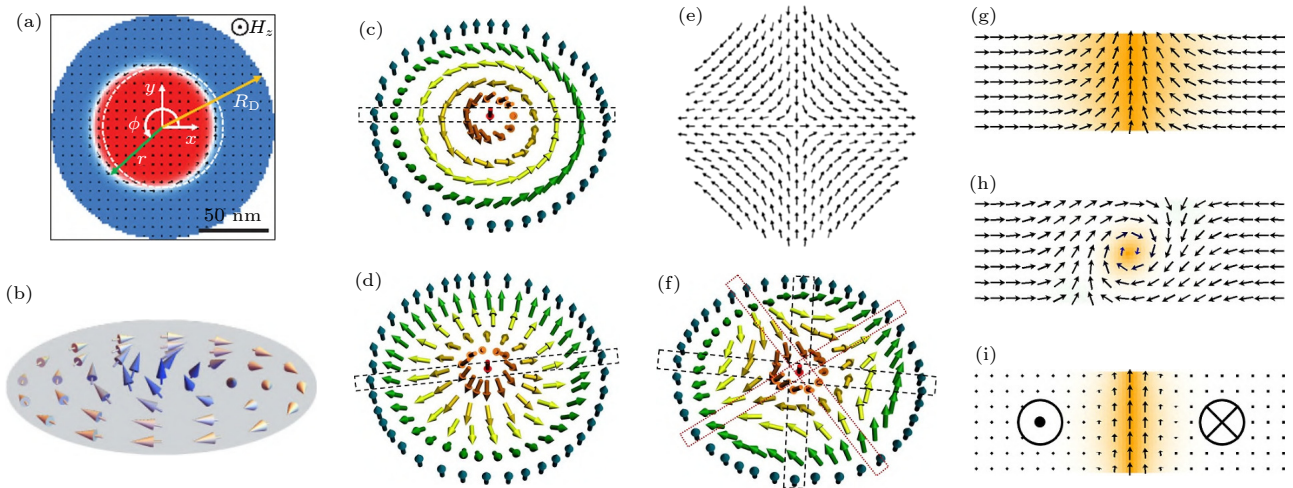 (a)
⊙H_z
y
R_D
ϕ
x
r
50 nm
(b)
(c)
(d)
(e)
(f)
(g)
(h)
(i)